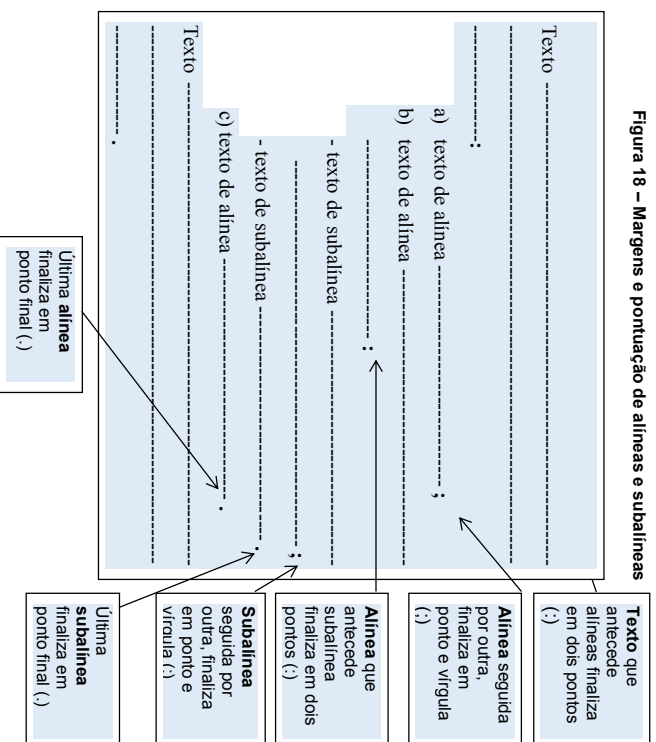 Figura 18 – Margens e pontuação de alíneas e subalíneas
Texto ------------------------------------------------
------------------------------------------------------
---------------:
a) texto de alínea ------------------------------;
b) texto de alínea ------------------------------
--------------------------:
- texto de subalínea ------------------------------
------------------------------------------------;
- texto de subalínea ---------------------------.
c) texto de alínea -------------------------------.
Texto ------------------------------------------------
------------------------------------------------------
---------------.
Texto que
antecede
alíneas finaliza
em dois pontos
(:)
Alínea seguida
por outra,
finaliza em
ponto e vírgula
(;)
Alínea que
antecede
subalínea
finaliza em dois
pontos (:)
Subalínea
seguida por
outra, finaliza
em ponto e
vírgula (;)
Última
subalínea
finaliza em
ponto final (.)
Última alínea
finaliza em
ponto final (.)